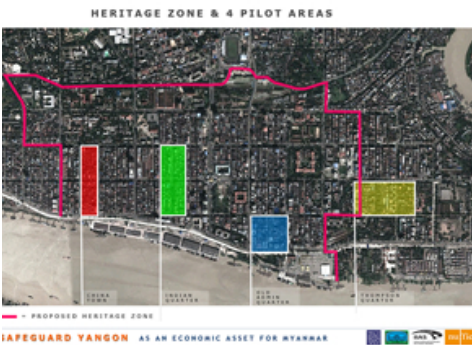 HERITAGE ZONE & 4 PILOT AREAS
CHINA
TOWN
INDIAN
QUARTER
OLD
ADMIN
QUARTER
THOMPSON
QUARTER
= PROPOSED HERITAGE ZONE
SAFEGUARD YANGON AS AN ECONOMIC ASSET FOR MYANMAR